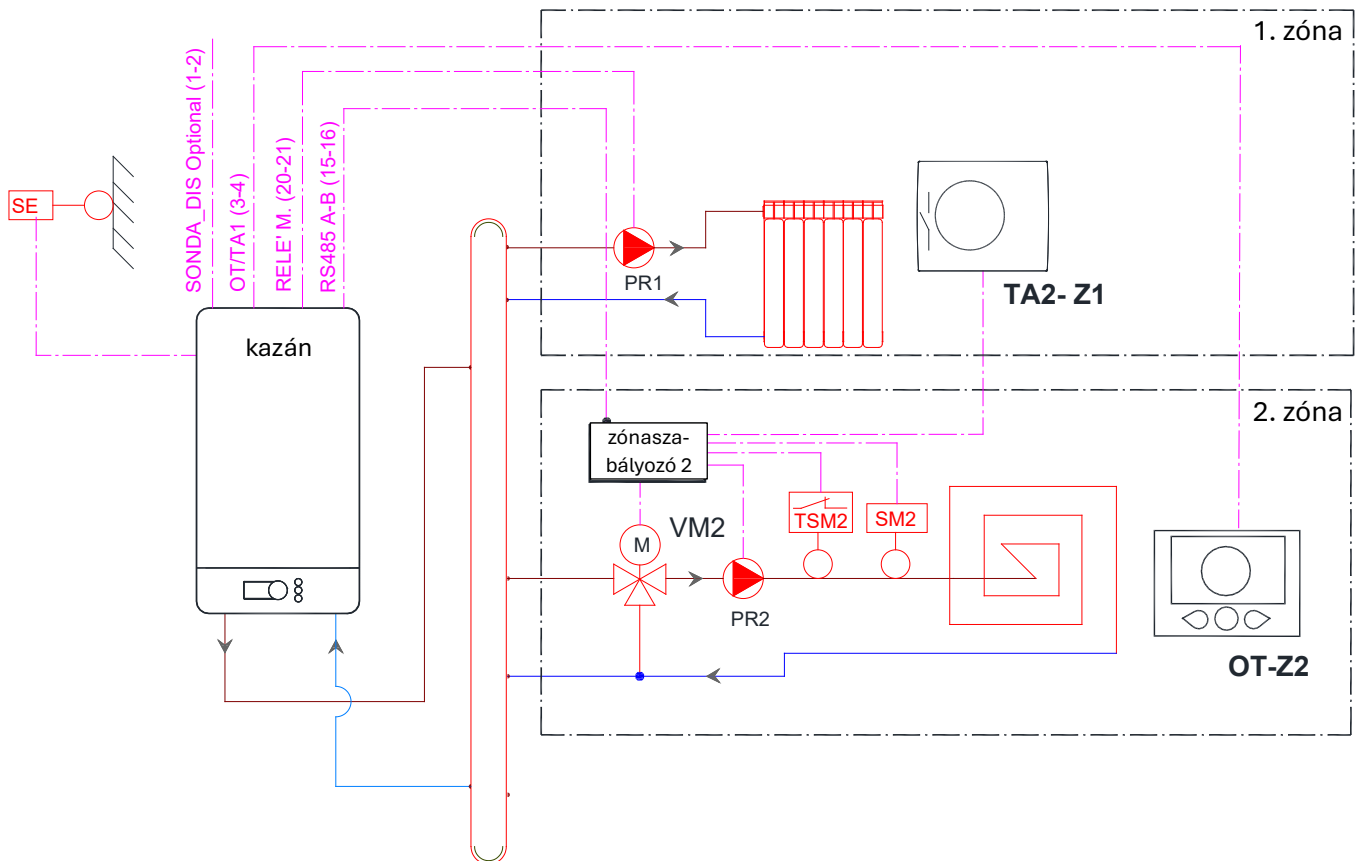 1. zóna
SONDA_DIS Optional (1-2)
OT/TA1 (3-4)
RELE' M. (20-21)
RS485 A-B (15-16)
SE
PR1
TA2- Z1
kazán
2. zóna
zónasza-
bályozó 2
TSM2
SM2
VM2
M
PR2
OT-Z2